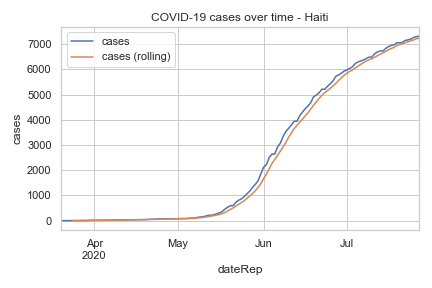 COVID-19 cases over time - Haiti
cases
cases (rolling)
7000
6000
5000
4000
3000
2000
1000
0
cases
Apr
2020
May
Jun
Jul
dateRep